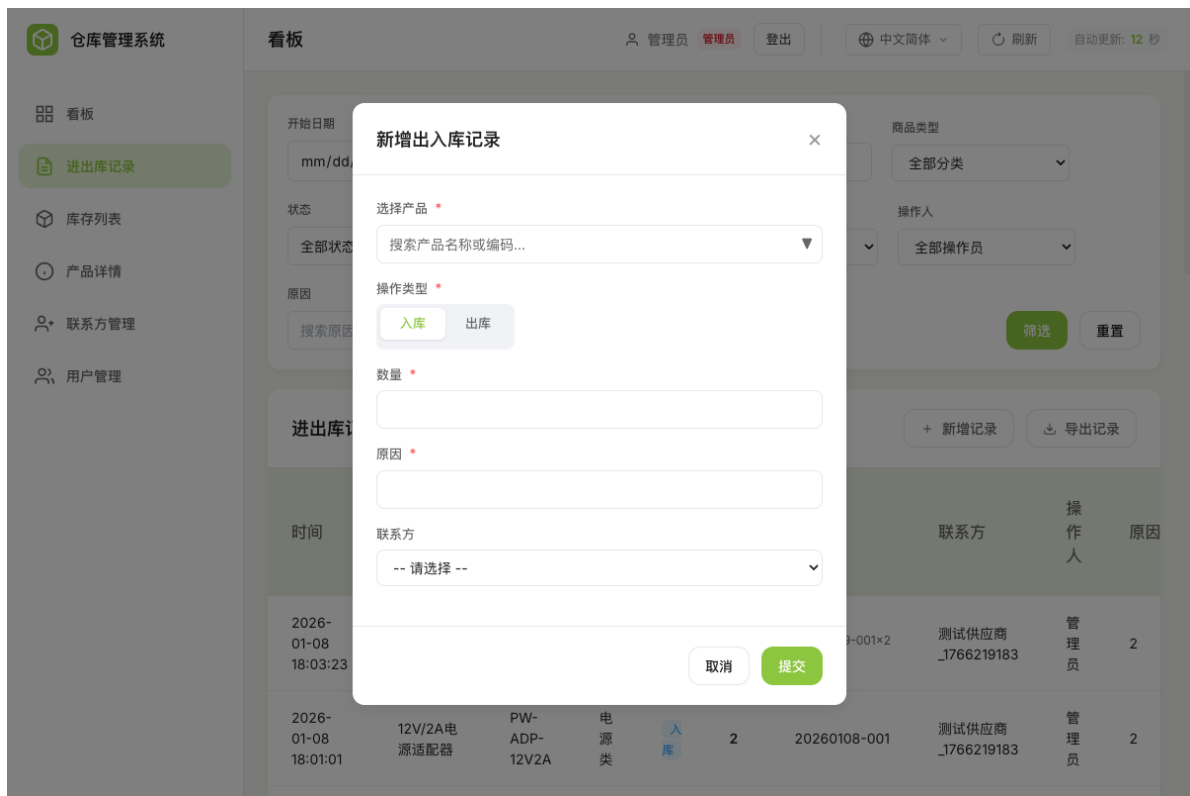 仓库管理系统
看板
管理员 管理员 登出 中文简体 刷新 自动更新: 12 秒
看板
进出库记录
库存列表
产品详情
联系方管理
用户管理
开始日期
mm/dd/
商品类型
全部分类
状态
全部状态
操作人
全部操作员
原因
搜索原因
筛选 重置
进出库记
+ 新增记录 导出记录
时间 联系方 操作人 原因
2026-
01-08
18:03:23
9-001×2
测试供应商
_1766219183
管理员
2
2026-
01-08
18:01:01
12V/2A电
源适配器
PW-
ADP-
12V2A
电源类
入库
2
20260108-001
测试供应商
_1766219183
管理员
2
新增出入库记录 ×
选择产品 *
搜索产品名称或编码... ▼
操作类型 *
入库 出库
数量 *
原因 *
联系方
-- 请选择 --
取消 提交